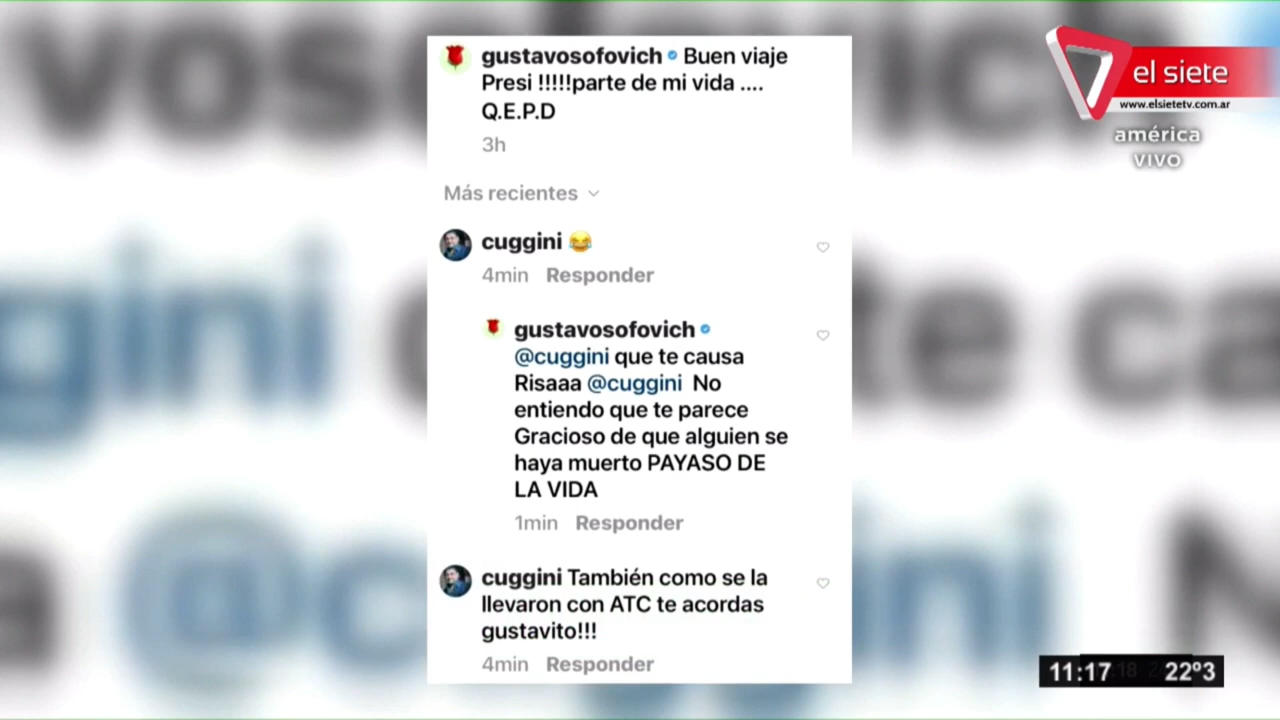 gustavosofovich Buen viaje
Presi !!!!!parte de mi vida ....
Q.E.P.D
3h
Más recientes
cuggini 😂
4min Responder
gustavosofovich
@cuggini que te causa
Risaaa @cuggini No
entiendo que te parece
Gracioso de que alguien se
haya muerto PAYASO DE
LA VIDA
1min Responder
cuggini También como se la
llevaron con ATC te acordas
gustavito!!!
4min Responder
el siete
www.elsietetv.com.ar
américa
VIVO
11:17 22º3